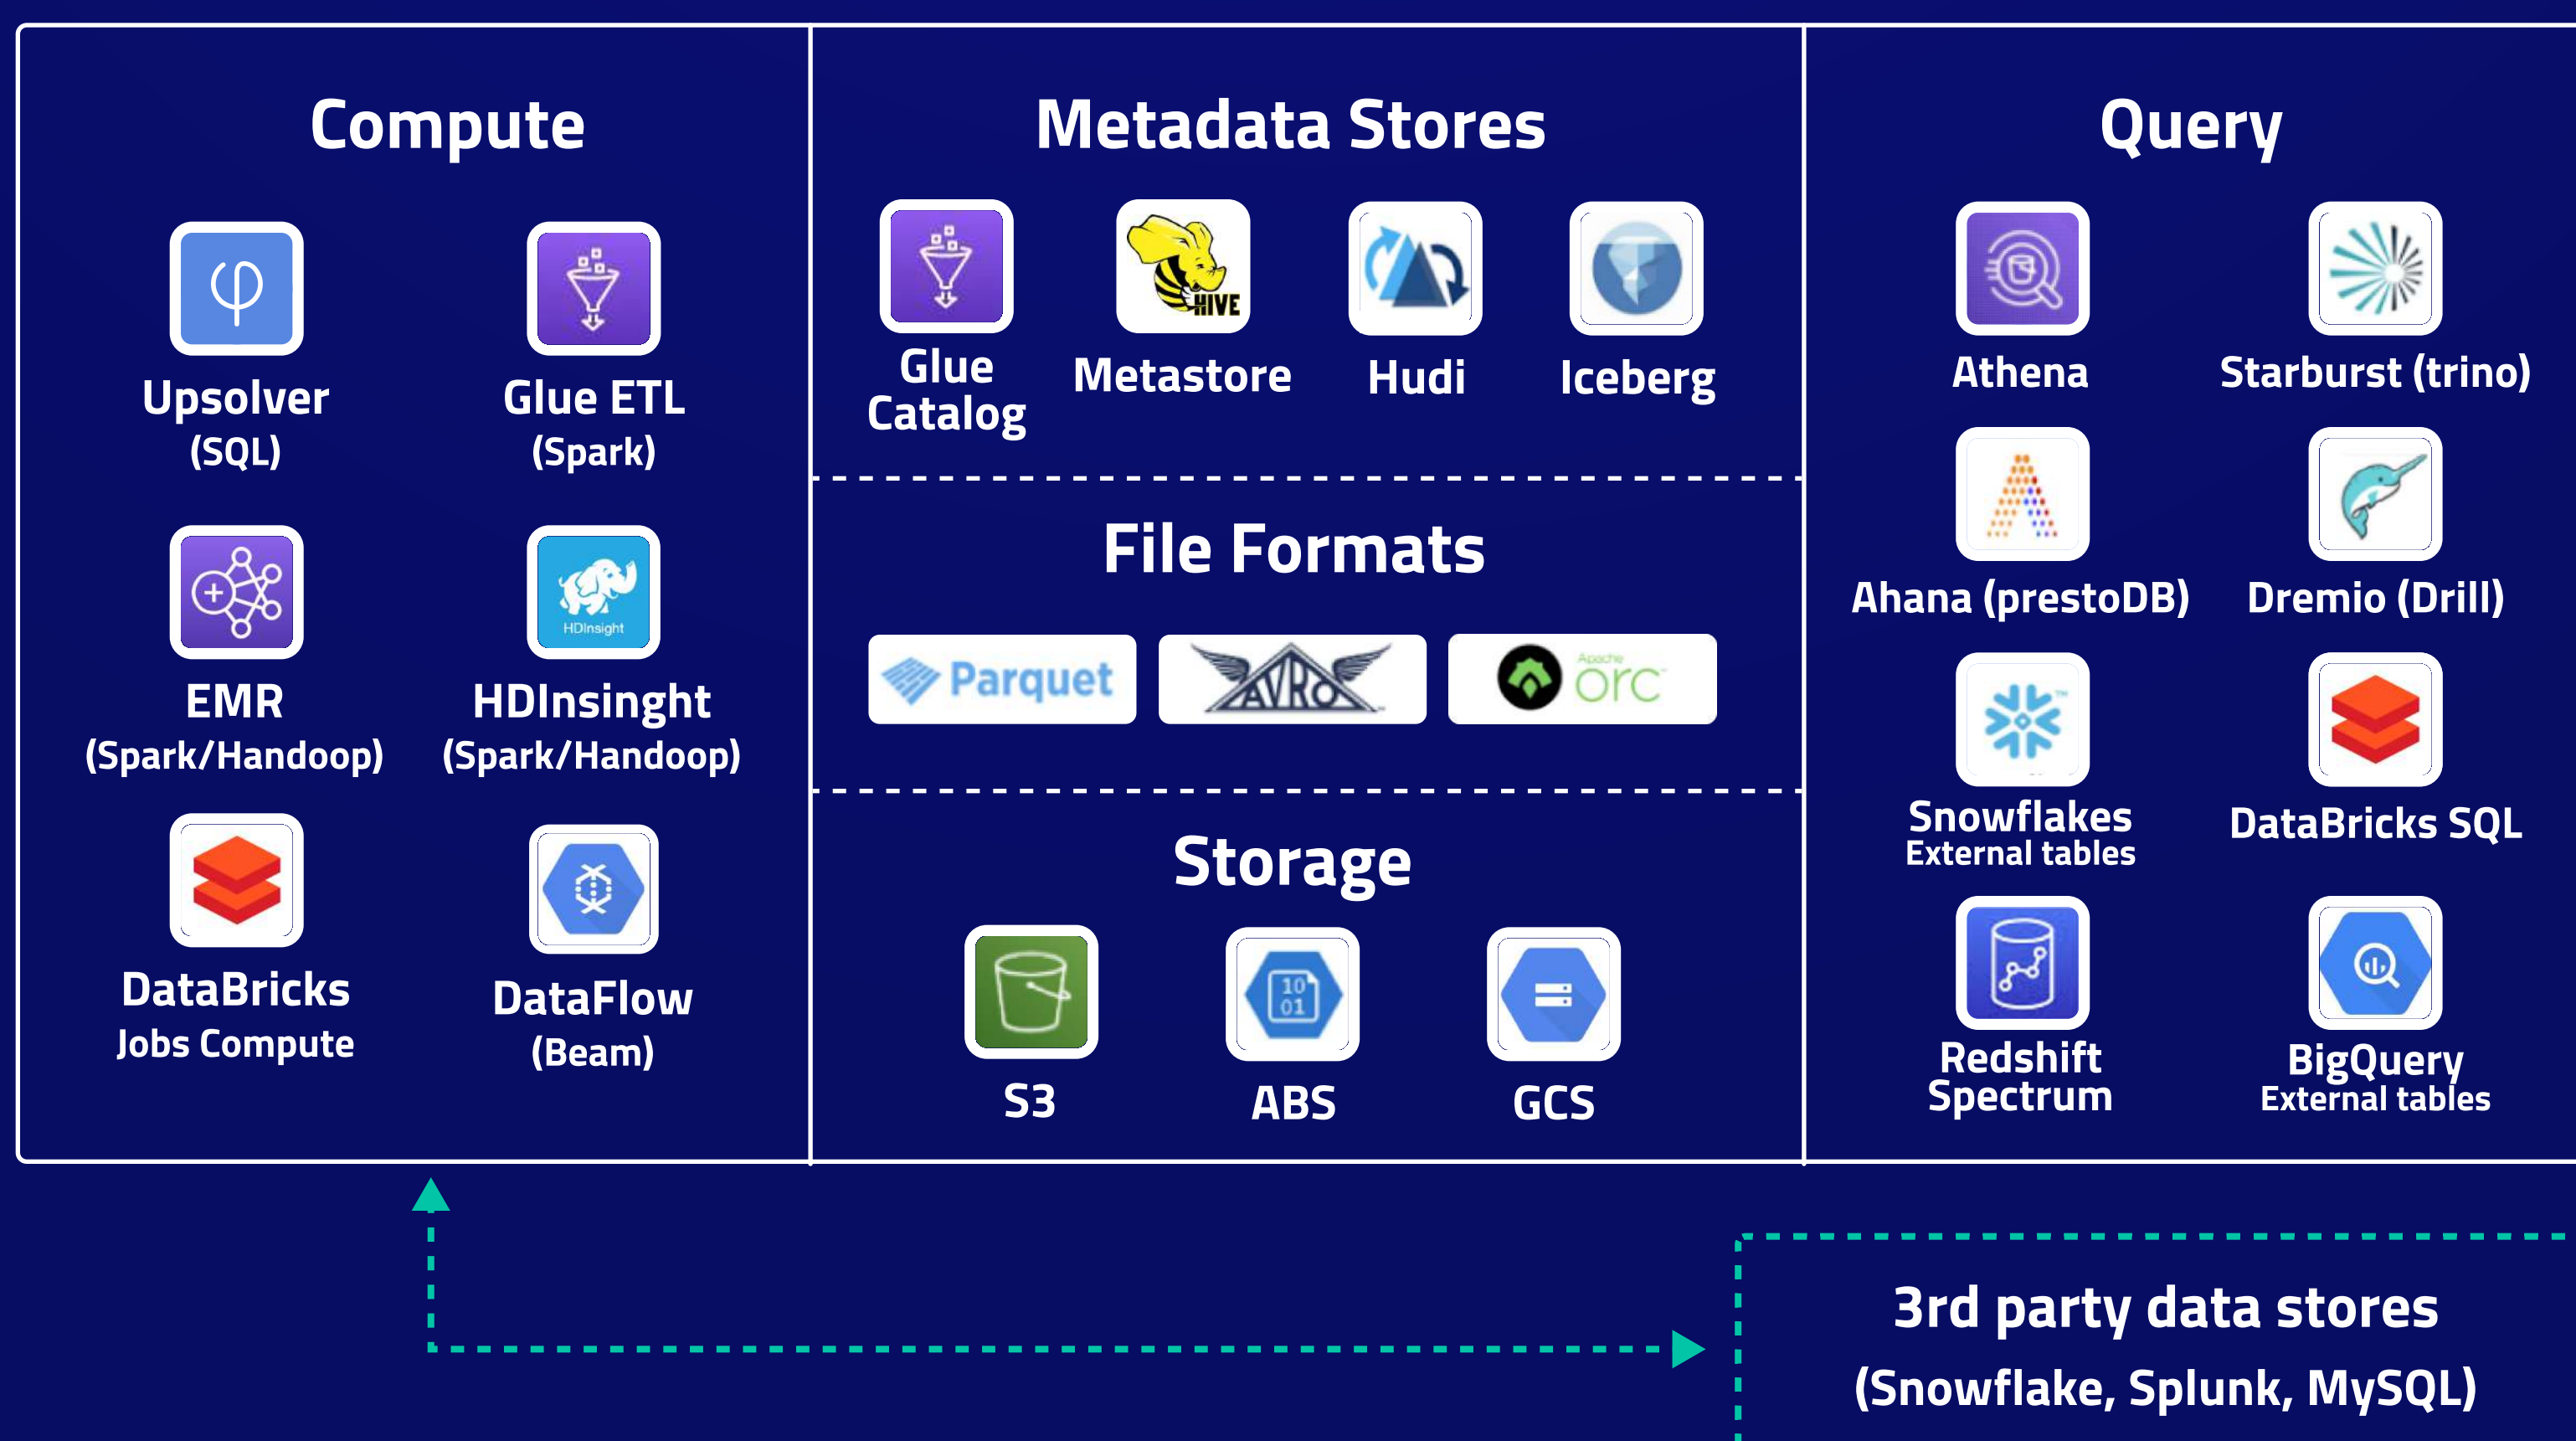 Compute
Upsolver
(SQL)
Glue ETL
(Spark)
EMR
(Spark/Handoop)
HDInsight
HDInsinght
(Spark/Handoop)
DataBricks
Jobs Compute
DataFlow
(Beam)
Metadata Stores
Glue
Catalog
HIVE
Metastore
Hudi
Iceberg
File Formats
Parquet
AVRO
Apache
orc
Storage
S3
10
01
ABS
GCS
Query
Athena
Starburst (trino)
Ahana (prestoDB)
Dremio (Drill)
Snowflakes
External tables
DataBricks SQL
Redshift
Spectrum
BigQuery
External tables
3rd party data stores
(Snowflake, Splunk, MySQL)